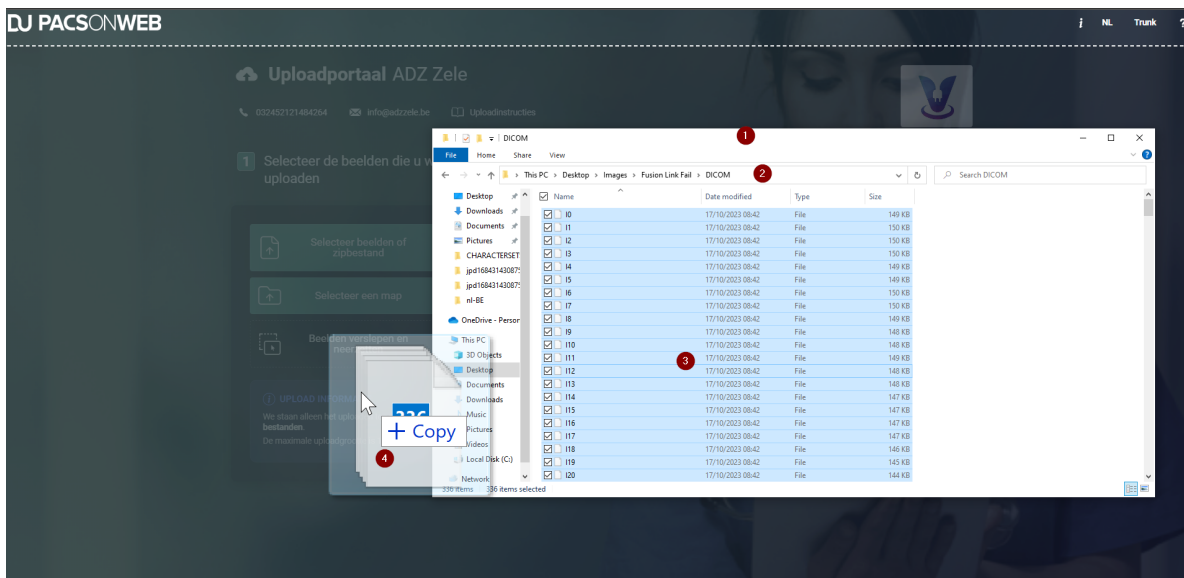 DU PACSONWEB
i NL Trunk ?
Uploadportaal ADZ Zele
032452121484264 info@adzzele.be Uploadinstructies
1 Selecteer de beelden die u w
uploaden
Selecteer beelden of
zipbestand
Selecteer een map
Beelden verslepen en
UPLOAD
We staan alleen het
bestanden
De maximale
DICOM 1
File Home Share View
This PC > Desktop > Images > Fusion Link Fail > DICOM 2 Search DICOM
Desktop
Downloads
Documents
Pictures
CHARACTERSET
jpd16843143087
jpd16843143087
nl-BE
OneDrive - Person
This PC
3D Objects
Desktop
Documents
Downloads
Music
Pictures
Videos
Local Disk (C:)
Network
Name Date modified Type Size
I0 17/10/2023 08:42 File 149 KB
I1 17/10/2023 08:42 File 150 KB
I2 17/10/2023 08:42 File 150 KB
I3 17/10/2023 08:42 File 150 KB
I4 17/10/2023 08:42 File 149 KB
I5 17/10/2023 08:42 File 149 KB
I6 17/10/2023 08:42 File 150 KB
I7 17/10/2023 08:42 File 150 KB
I8 17/10/2023 08:42 File 149 KB
I9 17/10/2023 08:42 File 148 KB
I10 17/10/2023 08:42 File 148 KB
I11 17/10/2023 08:42 File 149 KB
I12 17/10/2023 08:42 File 148 KB
I13 17/10/2023 08:42 File 148 KB
I14 17/10/2023 08:42 File 147 KB
I15 17/10/2023 08:42 File 147 KB
I16 17/10/2023 08:42 File 147 KB
I17 17/10/2023 08:42 File 147 KB
I18 17/10/2023 08:42 File 146 KB
I19 17/10/2023 08:42 File 145 KB
I20 17/10/2023 08:42 File 144 KB
3
336 items 336 items selected
336
+ Copy
4